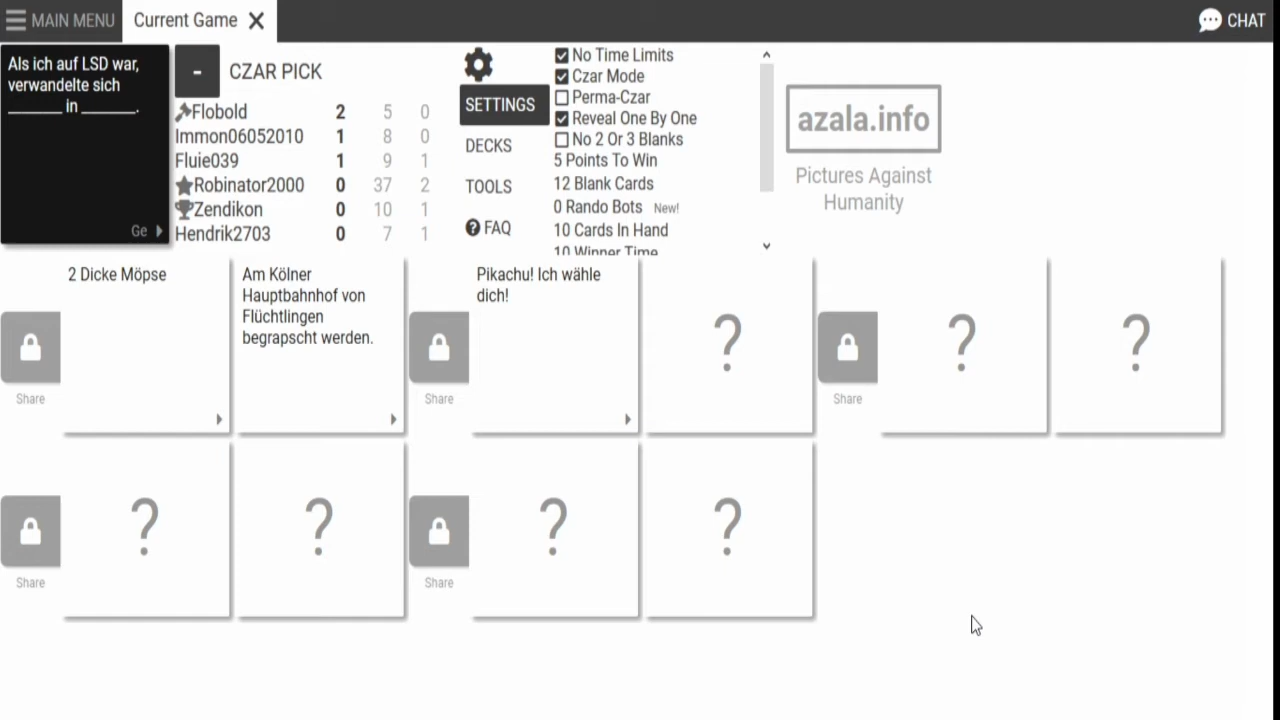 MAIN MENU
Current Game
CHAT
Als ich auf LSD war,
verwandelte sich
______ in ______.
Ge
-
CZAR PICK
Flobold 2 5 0
Immon06052010 1 8 0
Fluie039 1 9 1
Robinator2000 0 37 2
Zendikon 0 10 1
Hendrik2703 0 7 1
SETTINGS
DECKS
TOOLS
? FAQ
No Time Limits
Czar Mode
Perma-Czar
Reveal One By One
No 2 Or 3 Blanks
5 Points To Win
12 Blank Cards
0 Rando Bots New!
10 Cards In Hand
10 Winner Time
azala.info
Pictures Against
Humanity
Share
2 Dicke Möpse
Am Kölner
Hauptbahnhof von
Flüchtlingen
begrapscht werden.
Share
Pikachu! Ich wähle
dich!
?
Share
?
?
Share
?
?
Share
?
?